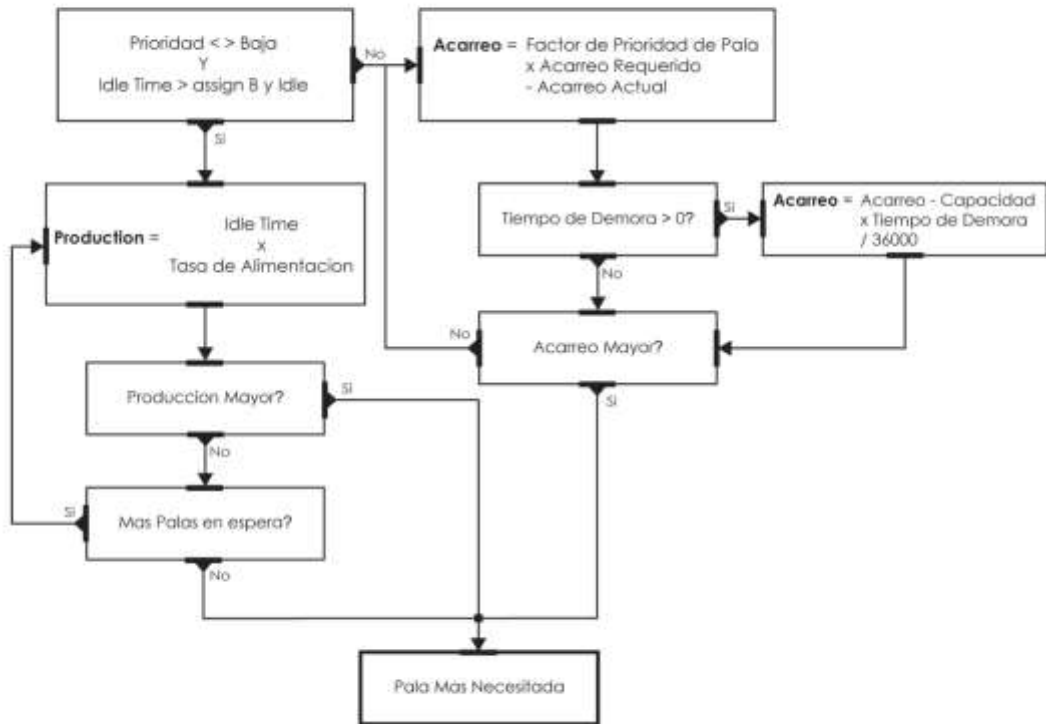 Prioridad < > Baja
Y
Idle Time > assign B y Idle
No
Si
Acarreo = Factor de Prioridad de Pala
x Acarreo Requerido
- Acarreo Actual
Production =
Idle Time
x
Tasa de Alimentacion
Tiempo de Demora > 0?
Si
No
Acarreo = Acarreo - Capacidad
x Tiempo de Demora
/ 36000
Acarreo Mayor?
No
Si
Produccion Mayor?
Si
No
Mas Palas en espera?
Si
No
Pala Mas Necesitada